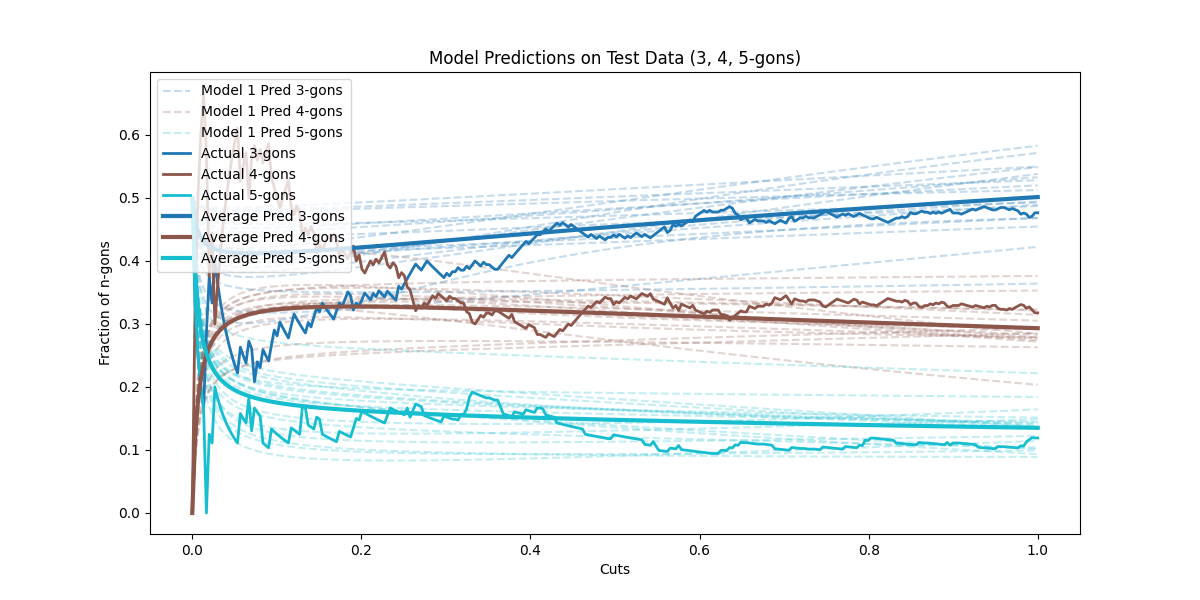 Model Predictions on Test Data (3, 4, 5-gons)
Model 1 Pred 3-gons
Model 1 Pred 4-gons
Model 1 Pred 5-gons
Actual 3-gons
Actual 4-gons
Actual 5-gons
Average Pred 3-gons
Average Pred 4-gons
Average Pred 5-gons
Fraction of n-gons
0.6
0.5
0.4
0.3
0.2
0.1
0.0
0.0 0.2 0.4 0.6 0.8 1.0
Cuts